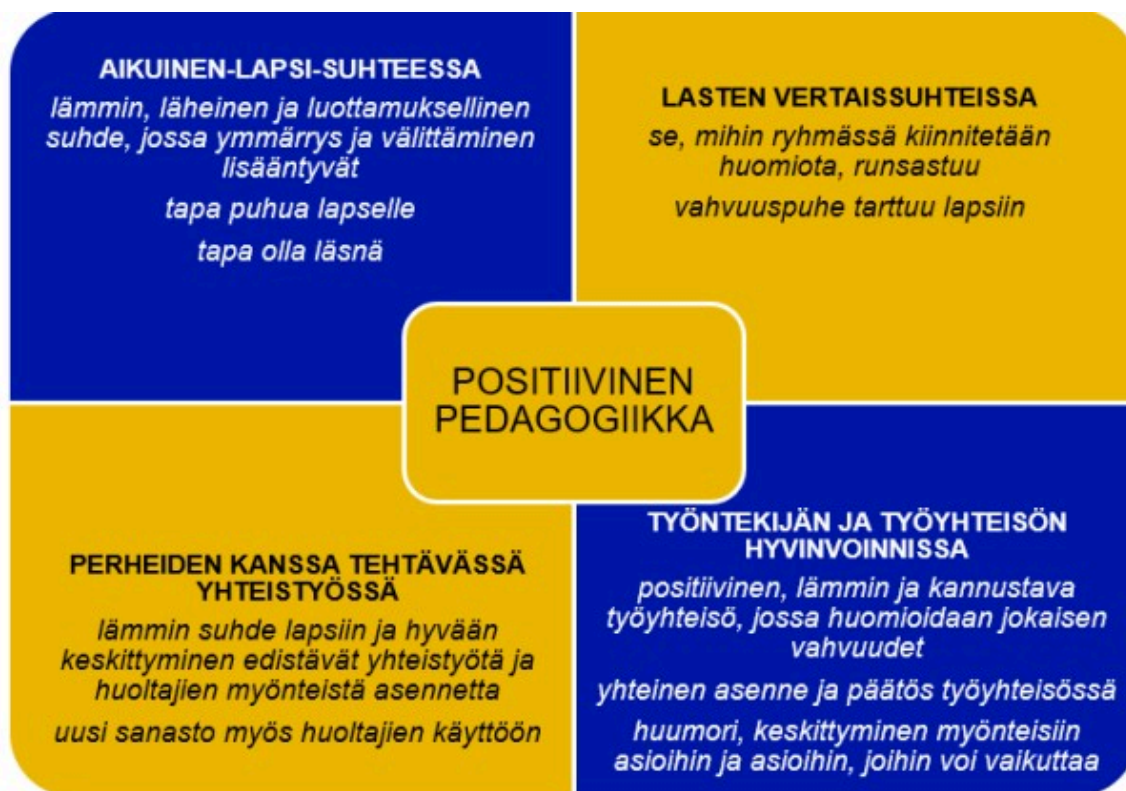 AIKUINEN-LAPSI-SUHTEESSA
lämmin, läheinen ja luottamuksellinen
suhde, jossa ymmärrys ja välittäminen
lisääntyvät
tapa puhua lapselle
tapa olla läsnä
LASTEN VERTAISSUHTEISSA
se, mihin ryhmässä kiinnitetään
huomiota, runsastuu
vahvuuspuhe tarttuu lapsiin
POSITIIVINEN
PEDAGOGIIKKA
PERHEIDEN KANSSA TEHTÄVÄSSÄ
YHTEISTYÖSSÄ
lämmin suhde lapsiin ja hyvään
keskittyminen edistävät yhteistyötä ja
huoltajien myönteistä asennetta
uusi sanasto myös huoltajien käyttöön
TYÖNTEKIJÄN JA TYÖYHTEISÖN
HYVINVOINNISSA
positiivinen, lämmin ja kannustava
työyhteisö, jossa huomioidaan jokaisen
vahvuudet
yhteinen asenne ja päätös työyhteisössä
huumori, keskittyminen myönteisiin
asioihin ja asioihin, joihin voi vaikuttaa